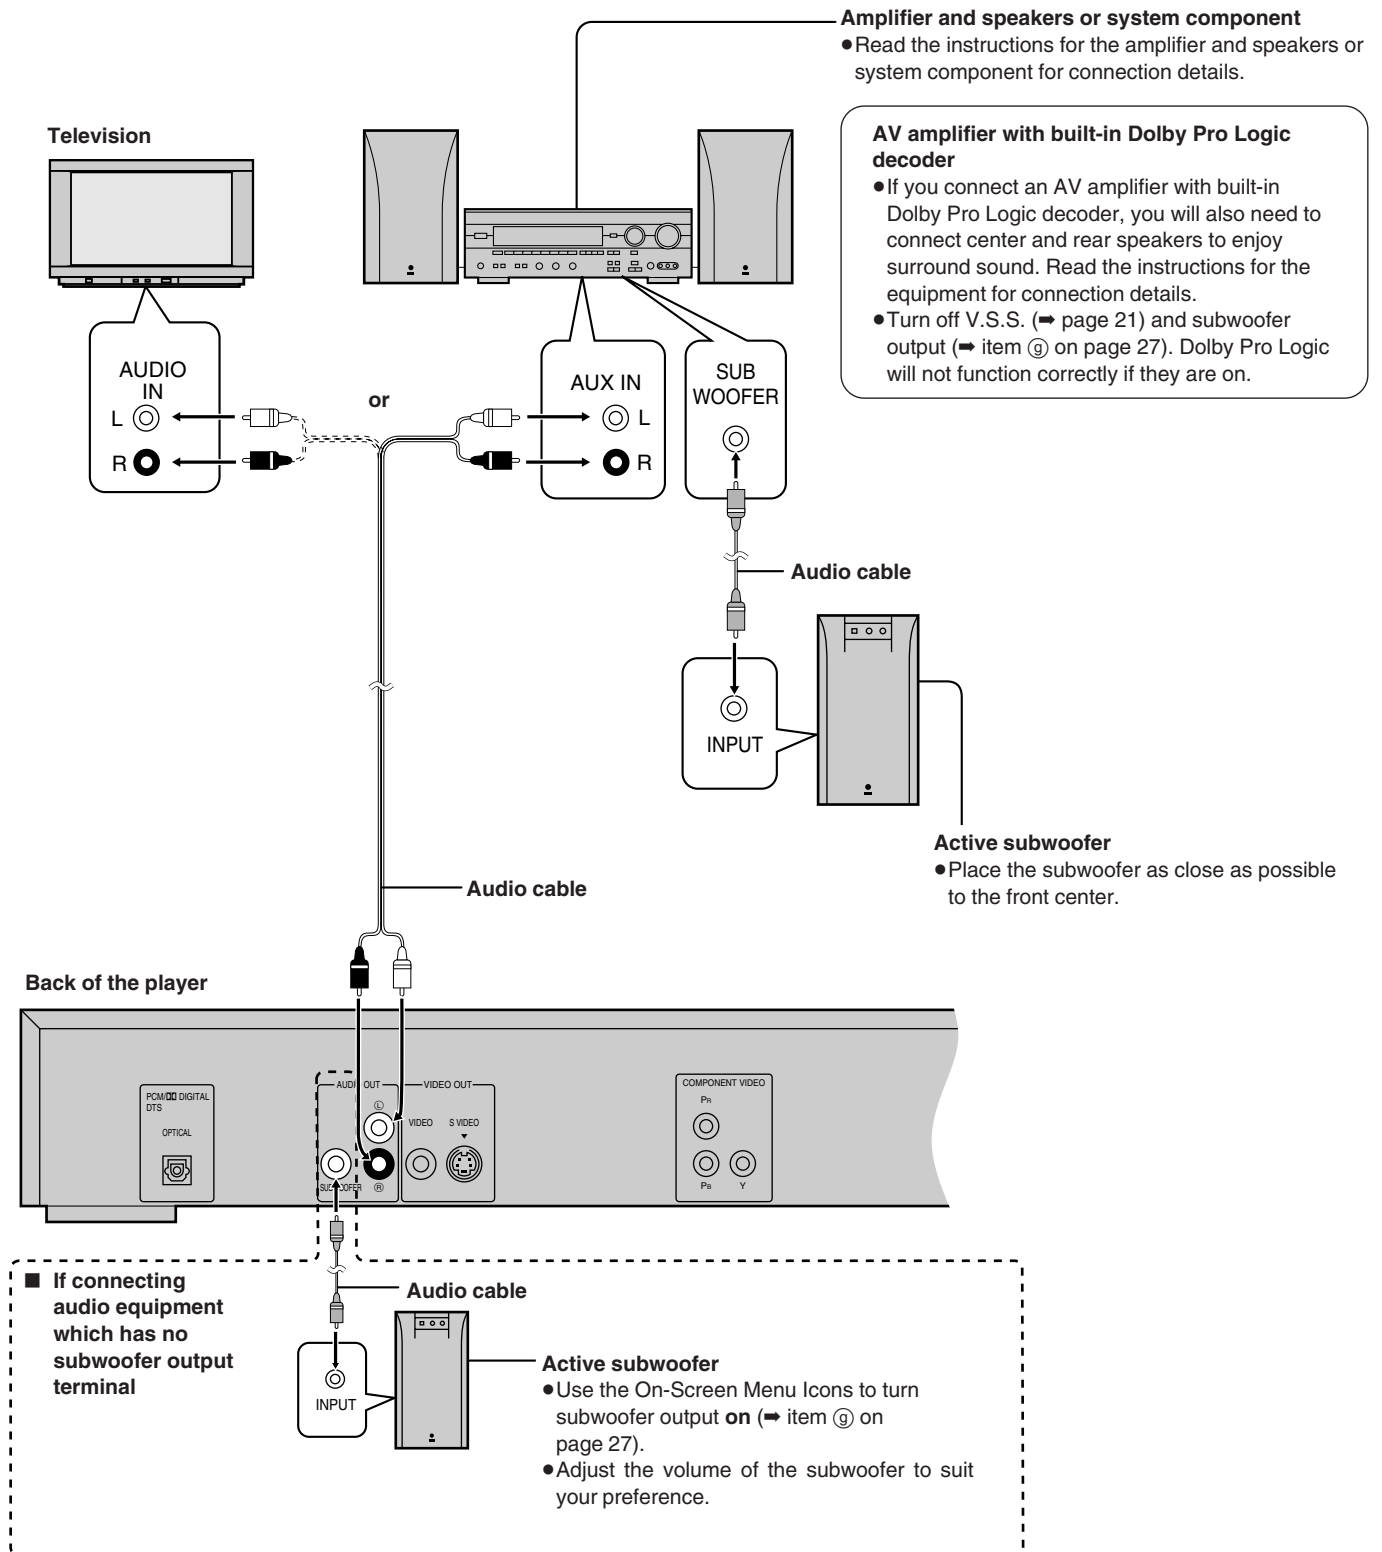 Amplifier and speakers or system component
●Read the instructions for the amplifier and speakers or
system component for connection details.
AV amplifier with built-in Dolby Pro Logic
decoder
●If you connect an AV amplifier with built-in
Dolby Pro Logic decoder, you will also need to
connect center and rear speakers to enjoy
surround sound. Read the instructions for the
equipment for connection details.
●Turn off V.S.S. (➡ page 21) and subwoofer
output (➡ item ⓖ on page 27). Dolby Pro Logic
will not function correctly if they are on.
Television
AUDIO
IN
L
R
or
AUX IN
L
R
SUB
WOOFER
Audio cable
INPUT
Active subwoofer
●Place the subwoofer as close as possible
to the front center.
Audio cable
Back of the player
PCM/DD DIGITAL
DTS
OPTICAL
AUDIO OUT
Ⓛ
SUBWOOFER
Ⓡ
VIDEO OUT
VIDEO
S VIDEO
COMPONENT VIDEO
PR
PB
Y
■ If connecting
audio equipment
which has no
subwoofer output
terminal
Audio cable
INPUT
Active subwoofer
●Use the On-Screen Menu Icons to turn
subwoofer output on (➡ item ⓖ on
page 27).
●Adjust the volume of the subwoofer to suit
your preference.